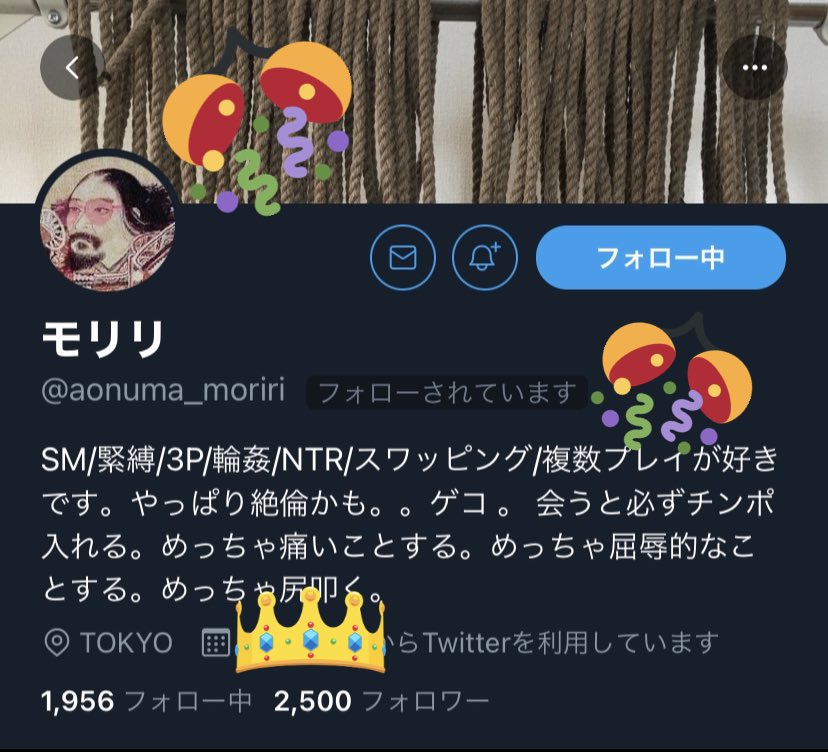 フォロー中
モリリ
@aonuma_moriri フォローされています
SM/緊縛/3P/輪姦/NTR/スワッピング/複数プレイが好き
です。やっぱり絶倫かも。。ゲコ 。 会うと必ずチンポ
入れる。めっちゃ痛いことする。めっちゃ屈辱的なこ
とする。めっちゃ尻叩く。
TOKYO からTwitterを利用しています
1,956 フォロー中 2,500 フォロワー